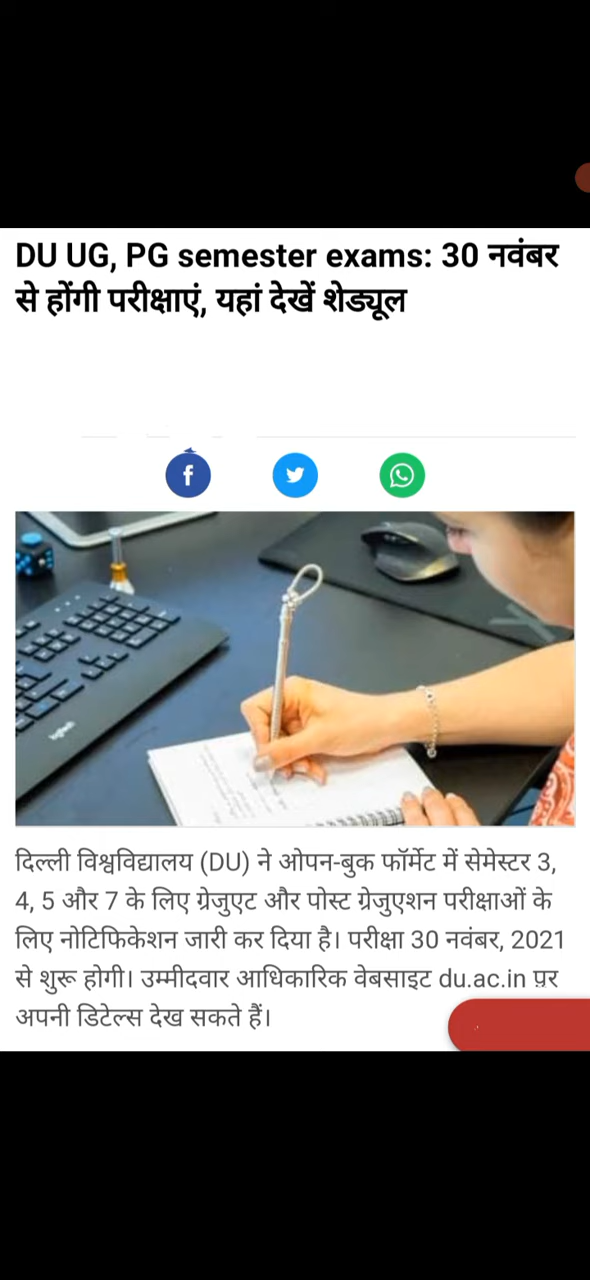 DU UG, PG semester exams: 30 नवंबर
से होंगी परीक्षाएं, यहां देखें शेड्यूल
f
logitech
दिल्ली विश्वविद्यालय (DU) ने ओपन-बुक फॉर्मेट में सेमेस्टर 3,
4, 5 और 7 के लिए ग्रेजुएट और पोस्ट ग्रेजुएशन परीक्षाओं के
लिए नोटिफिकेशन जारी कर दिया है। परीक्षा 30 नवंबर, 2021
से शुरू होगी। उम्मीदवार आधिकारिक वेबसाइट du.ac.in पर
अपनी डिटेल्स देख सकते हैं।